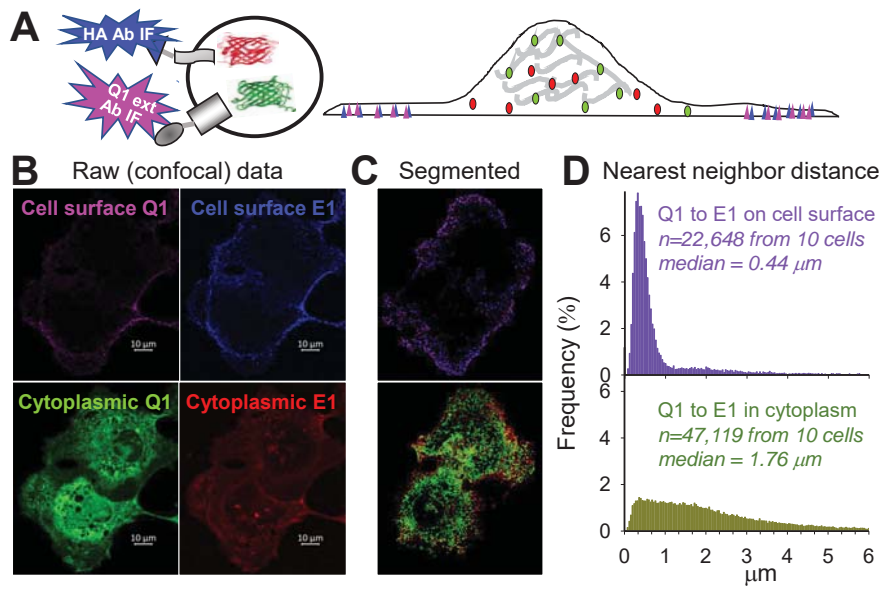 A
HA Ab IF
Q1 ext
Ab IF
B Raw (confocal) data
Cell surface Q1
Cell surface E1
10 µm
10 µm
Cytoplasmic Q1
Cytoplasmic E1
10 µm
10 µm
C Segmented
D Nearest neighbor distance
Q1 to E1 on cell surface
n=22,648 from 10 cells
median = 0.44 µm
6
4
2
0
Frequency (%)
Q1 to E1 in cytoplasm
n=47,119 from 10 cells
median = 1.76 µm
6
4
2
0
0 1 2 3 4 5 6
µm